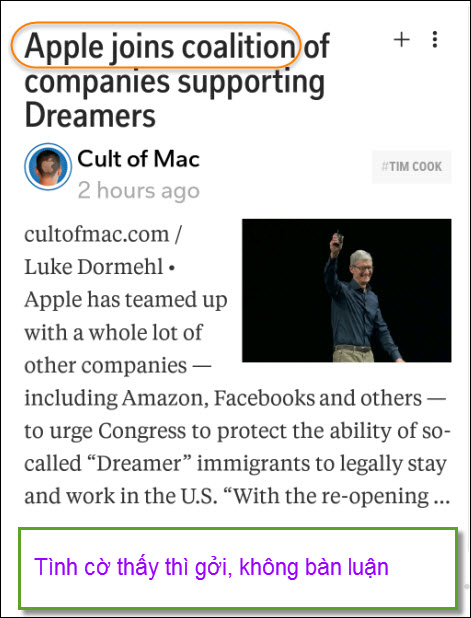 Apple joins coalition of
companies supporting
Dreamers
Cult of Mac
2 hours ago
#TIM COOK
cultofmac.com /
Luke Dormehl •
Apple has teamed up
with a whole lot of
other companies —
including Amazon, Facebooks and others —
to urge Congress to protect the ability of so-
called “Dreamer” immigrants to legally stay
and work in the U.S. “With the re-opening ...
Tình cờ thấy thì gởi, không bàn luận